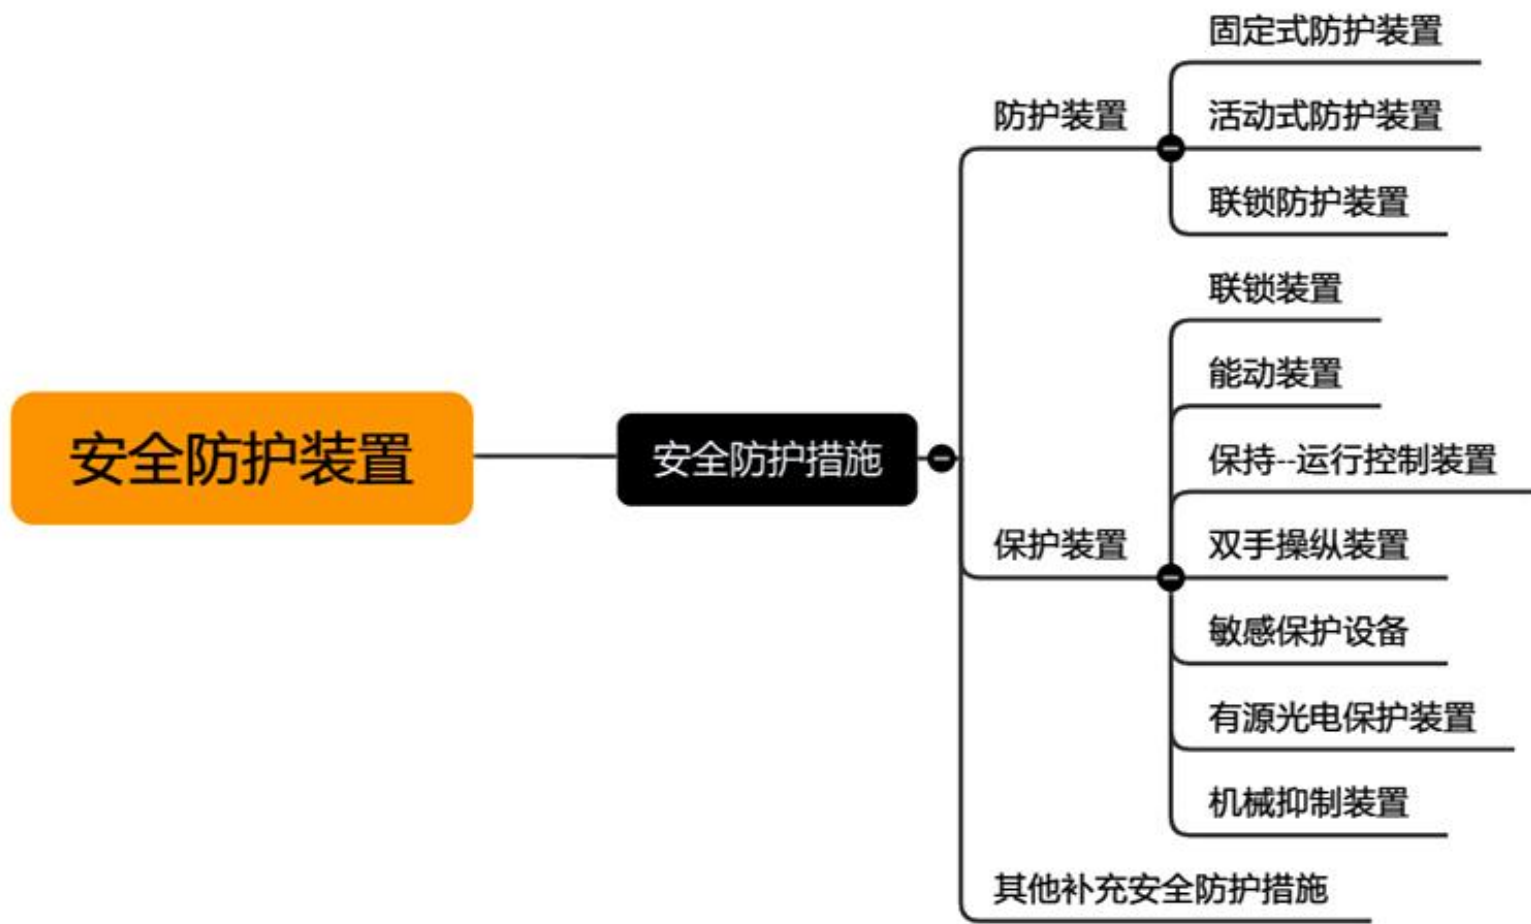 安全防护装置
安全防护措施
防护装置
固定式防护装置
活动式防护装置
联锁防护装置
保护装置
联锁装置
能动装置
保持--运行控制装置
双手操纵装置
敏感保护设备
有源光电保护装置
机械抑制装置
其他补充安全防护措施